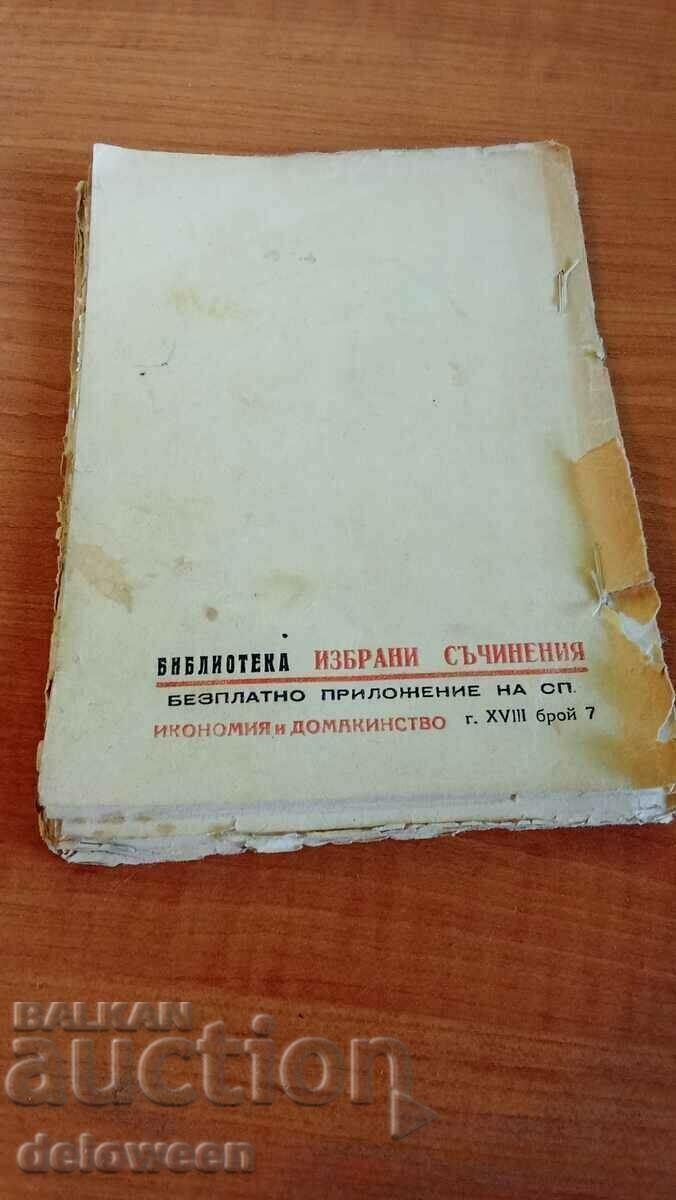 БИБЛИОТЕКА ИЗБРАНИ СЪЧИНЕНИЯ
БЕЗПЛАТНО ПРИЛОЖЕНИЕ НА СП.
ИКОНОМИЯ и ДОМАКИНСТВО г. XVIII брой 7
BALKAN
auction
deloween